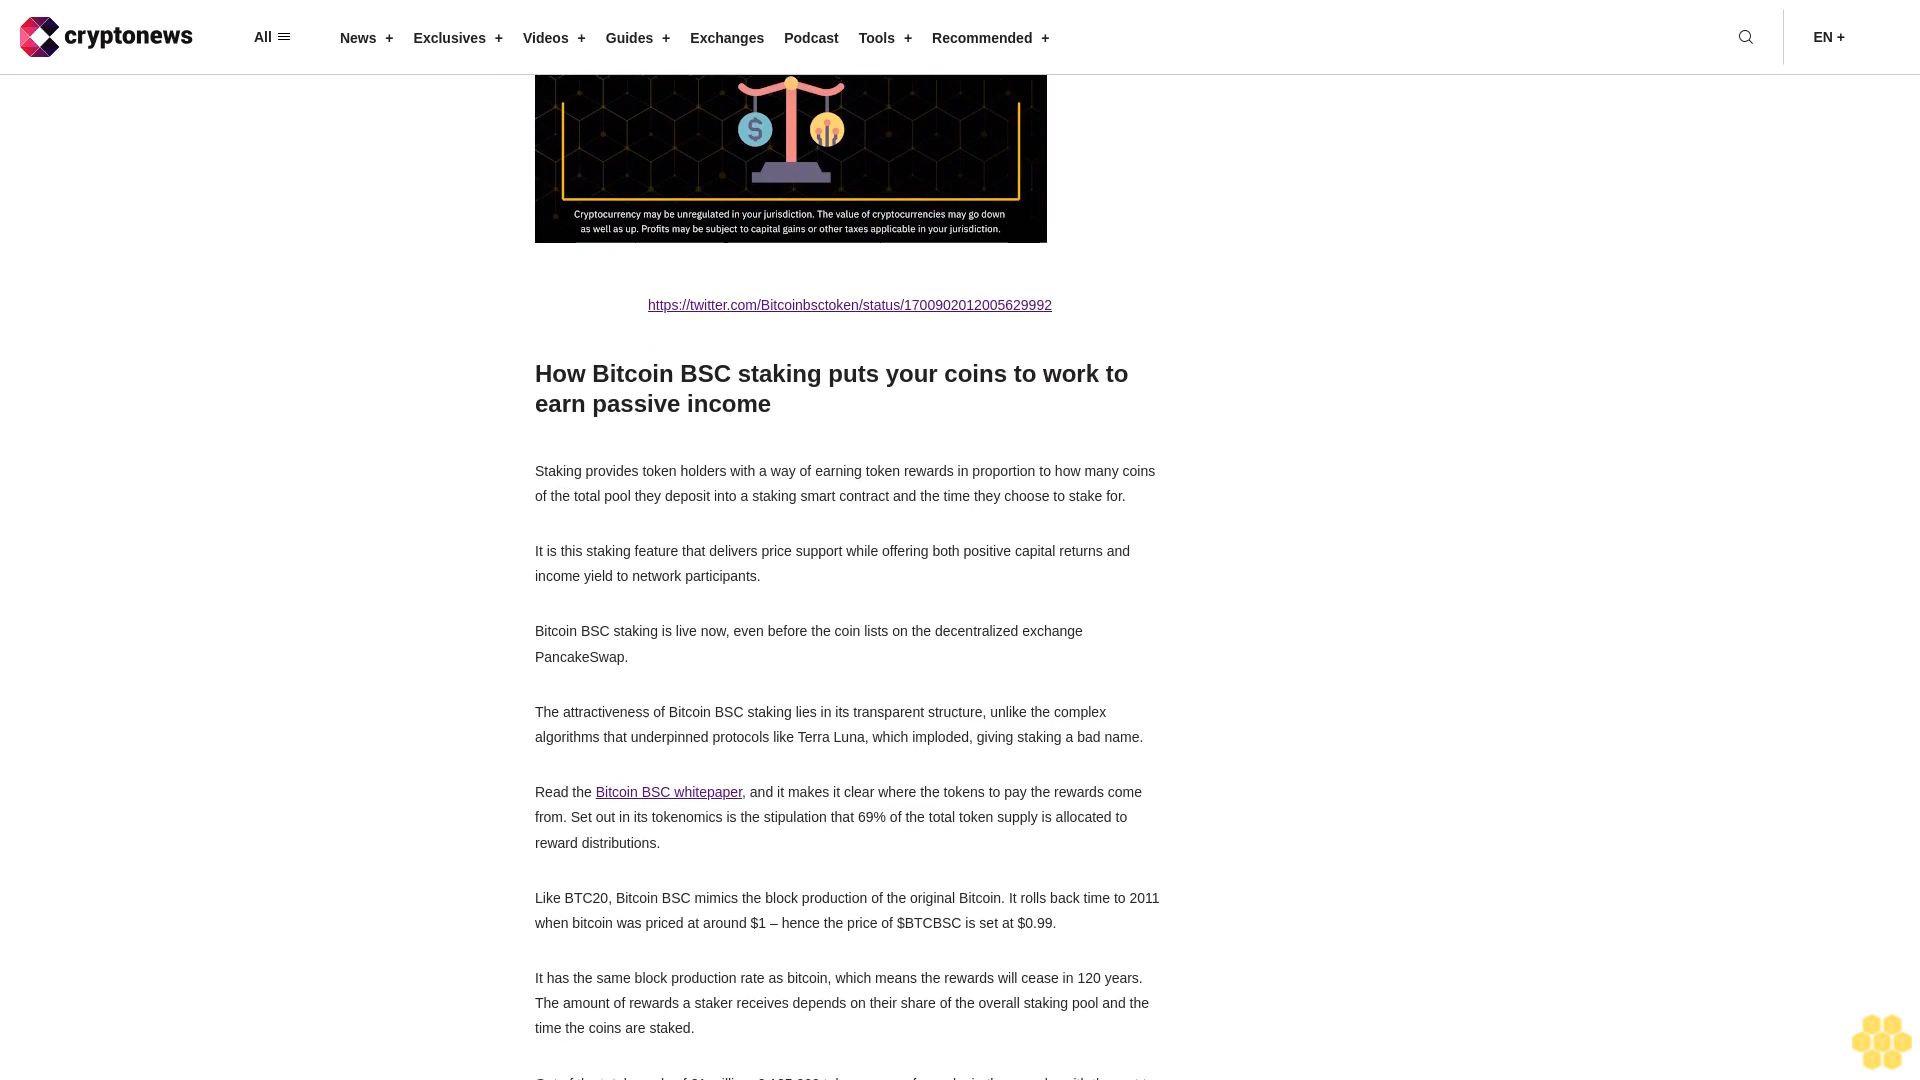 cryptonews
All
News +
Exclusives +
Videos +
Guides +
Exchanges
Podcast
Tools +
Recommended +
EN +
$
Cryptocurrency may be unregulated in your jurisdiction. The value of cryptocurrencies may go down
as well as up. Profits may be subject to capital gains or other taxes applicable in your jurisdiction.
https://twitter.com/Bitcoinbsctoken/status/1700902012005629992
How Bitcoin BSC staking puts your coins to work to
earn passive income
Staking provides token holders with a way of earning token rewards in proportion to how many coins
of the total pool they deposit into a staking smart contract and the time they choose to stake for.
It is this staking feature that delivers price support while offering both positive capital returns and
income yield to network participants.
Bitcoin BSC staking is live now, even before the coin lists on the decentralized exchange
PancakeSwap.
The attractiveness of Bitcoin BSC staking lies in its transparent structure, unlike the complex
algorithms that underpinned protocols like Terra Luna, which imploded, giving staking a bad name.
Read the Bitcoin BSC whitepaper, and it makes it clear where the tokens to pay the rewards come
from. Set out in its tokenomics is the stipulation that 69% of the total token supply is allocated to
reward distributions.
Like BTC20, Bitcoin BSC mimics the block production of the original Bitcoin. It rolls back time to 2011
when bitcoin was priced at around $1 – hence the price of $BTCBSC is set at $0.99.
It has the same block production rate as bitcoin, which means the rewards will cease in 120 years.
The amount of rewards a staker receives depends on their share of the overall staking pool and the
time the coins are staked.